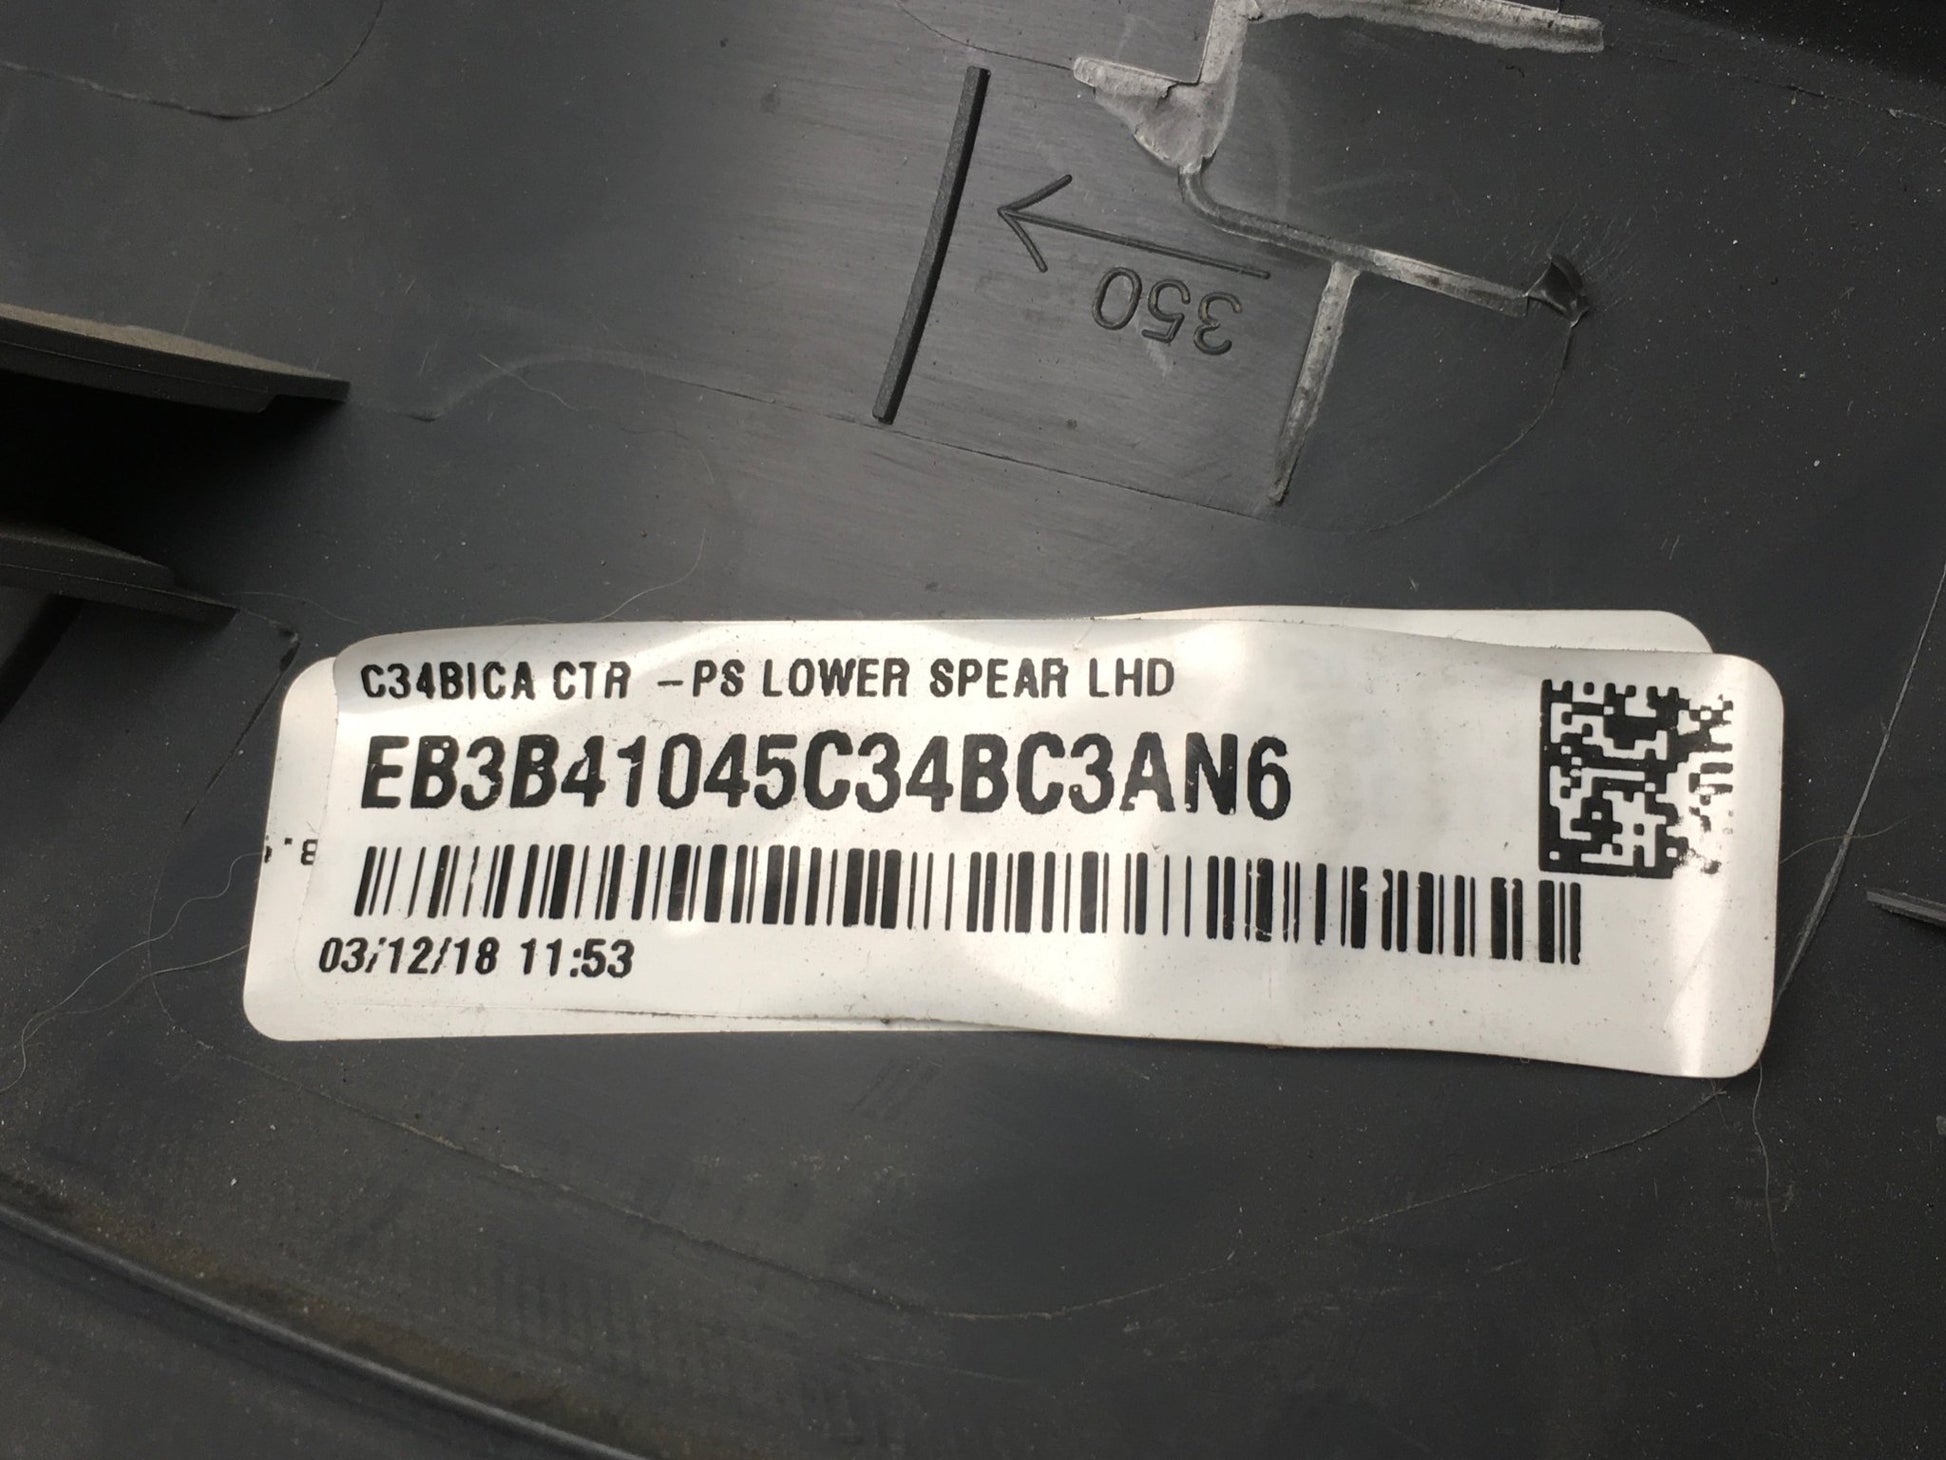 350
C34BICA CTR -PS LOWER SPEAR LHD
EB3B41045C34BC3AN6
03/12/18 11:53